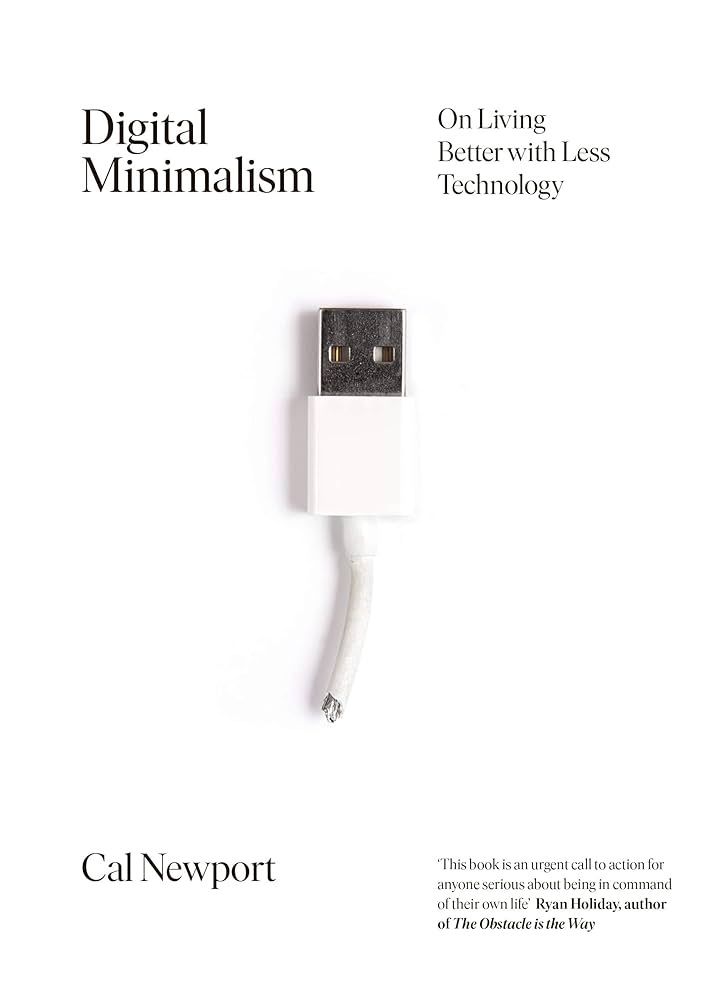 Digital
Minimalism
On Living
Better with Less
Technology
Cal Newport
‘This book is an urgent call to action for
anyone serious about being in command
of their own life’ Ryan Holiday, author
of The Obstacle is the Way